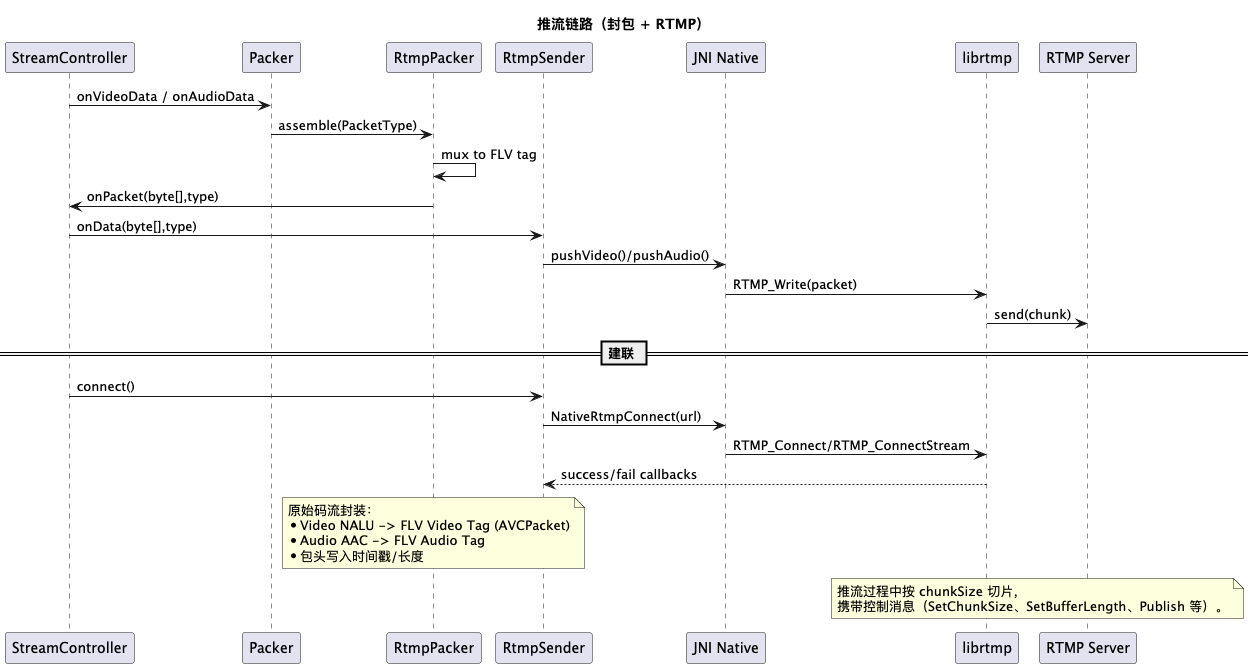 推流链路（封包 + RTMP）
StreamController
Packer
RtmpPacker
RtmpSender
JNI Native
librtmp
RTMP Server
onVideoData / onAudioData
assemble(PacketType)
mux to FLV tag
onPacket(byte[],type)
onData(byte[],type)
pushVideo()/pushAudio()
RTMP_Write(packet)
send(chunk)
建联
connect()
NativeRtmpConnect(url)
RTMP_Connect/RTMP_ConnectStream
success/fail callbacks
原始码流封装：
• Video NALU -> FLV Video Tag (AVCPacket)
• Audio AAC -> FLV Audio Tag
• 包头写入时间戳/长度
推流过程中按 chunkSize 切片，
携带控制消息（SetChunkSize、SetBufferLength、Publish 等）。
StreamController
Packer
RtmpPacker
RtmpSender
JNI Native
librtmp
RTMP Server